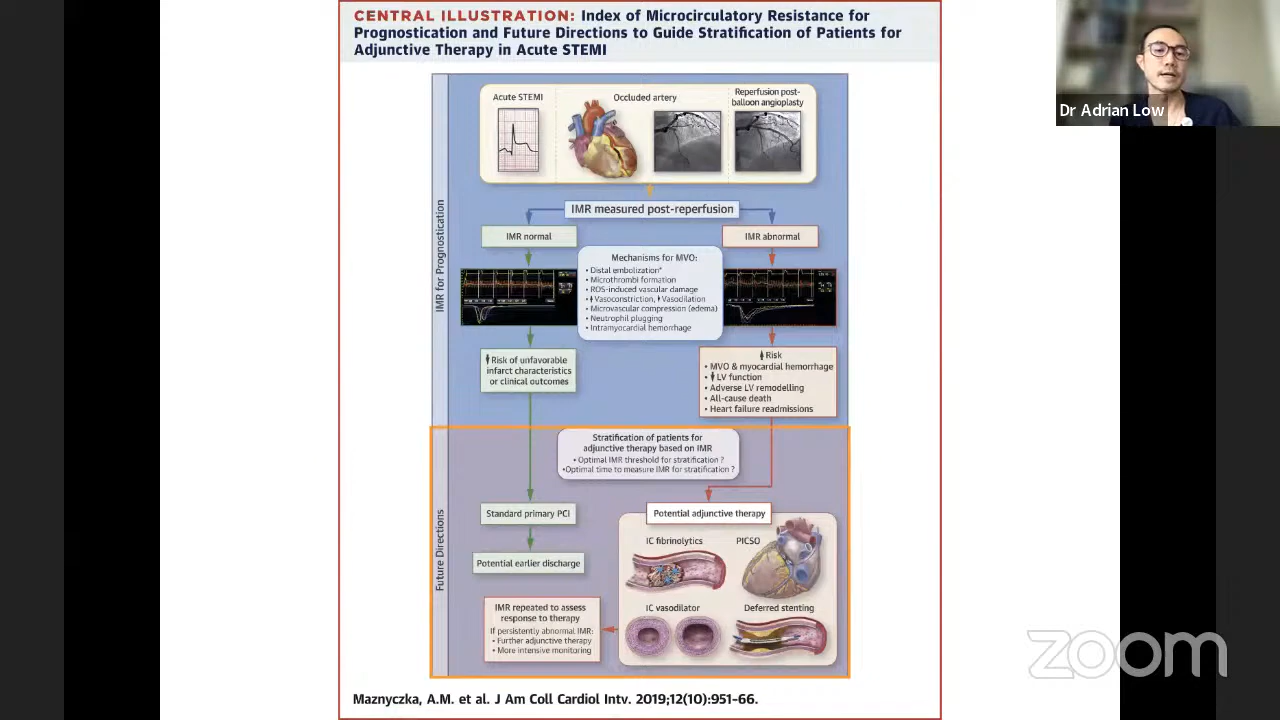 CENTRAL ILLUSTRATION: Index of Microcirculatory Resistance for
Prognostication and Future Directions to Guide Stratification of Patients for
Adjunctive Therapy in Acute STEMI
Dr Adrian Low
IMR for Prognostication
Acute STEMI
Occluded artery
Reperfusion post-
balloon angioplasty
IMR measured post-reperfusion
IMR normal
IMR abnormal
Mechanisms for MVO:
• Distal embolization*
• Microthrombi formation
• ROS-induced vascular damage
• Vasoconstriction, Vasodilation
• Microvascular compression (edema)
• Neutrophil plugging
• Intramyocardial hemorrhage
Risk of unfavorable
infarct characteristics
or clinical outcomes
Risk
• MVO & myocardial hemorrhage
• LV function
• Adverse LV remodelling
• All-cause death
• Heart failure readmissions
Future Directions
Stratification of patients for
adjunctive therapy based on IMR
• Optimal IMR threshold for stratification ?
•Optimal time to measure IMR for stratification ?
Standard primary PCI
Potential earlier discharge
Potential adjunctive therapy
IC fibrinolytics
PICSO
IC vasodilator
Deferred stenting
IMR repeated to assess
response to therapy
If persistently abnormal IMR:
• Further adjunctive therapy
• More intensive monitoring
zoom
Maznyczka, A.M. et al. J Am Coll Cardiol Intv. 2019;12(10):951-66.